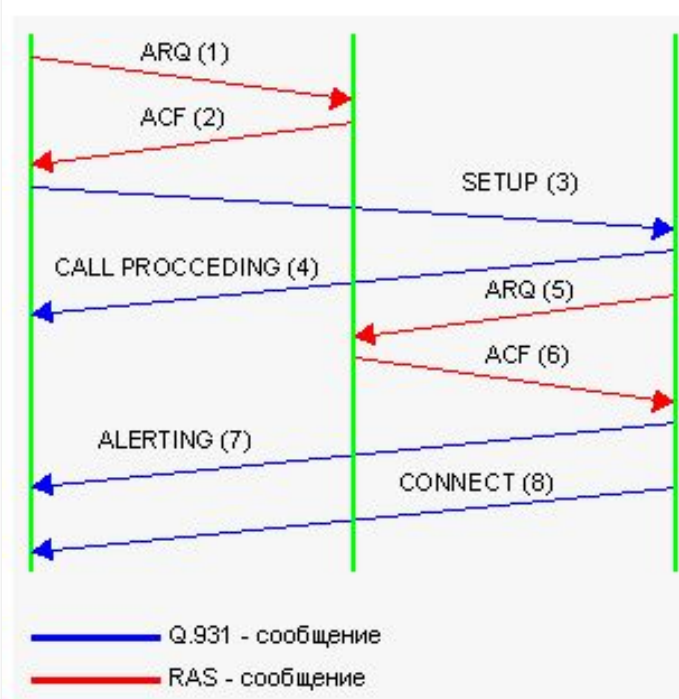 ARQ (1)
ACF (2)
SETUP (3)
CALL PROCCEDING (4)
ARQ (5)
ACF (6)
ALERTING (7)
CONNECT (8)
Q.931 - сообщение
RAS - сообщение